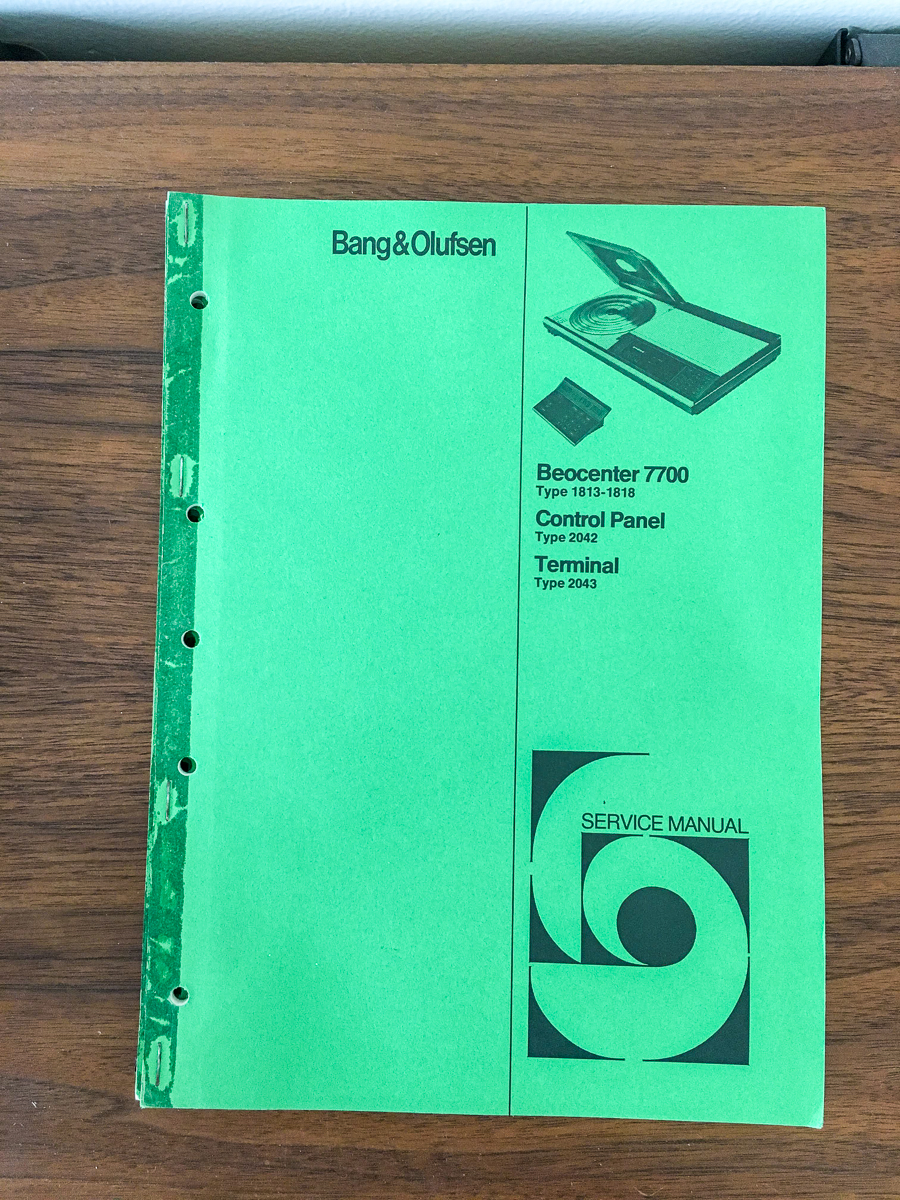 Bang&Olufsen
Beocenter 7700
Type 1813-1818
Control Panel
Type 2042
Terminal
Type 2043
SERVICE MANUAL